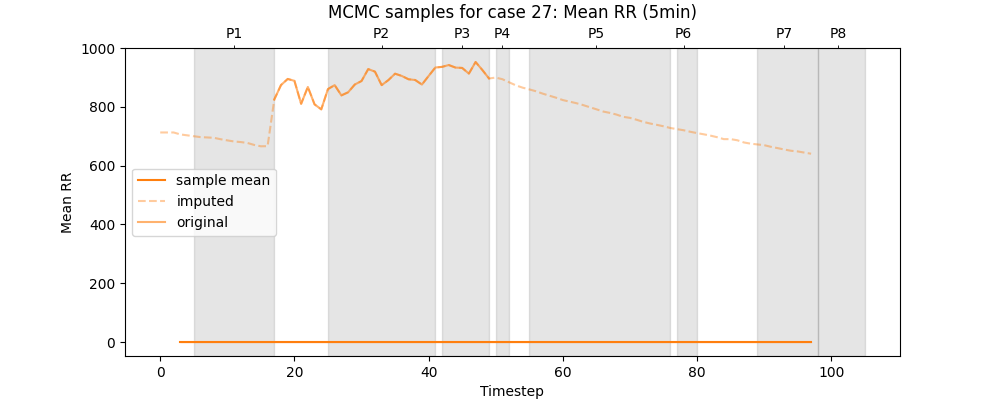 MCMC samples for case 27: Mean RR (5min)
P1 P2 P3 P4 P5 P6 P7 P8
1000
800
600
400
200
0
Mean RR
sample mean
imputed
original
0 20 40 60 80 100
Timestep